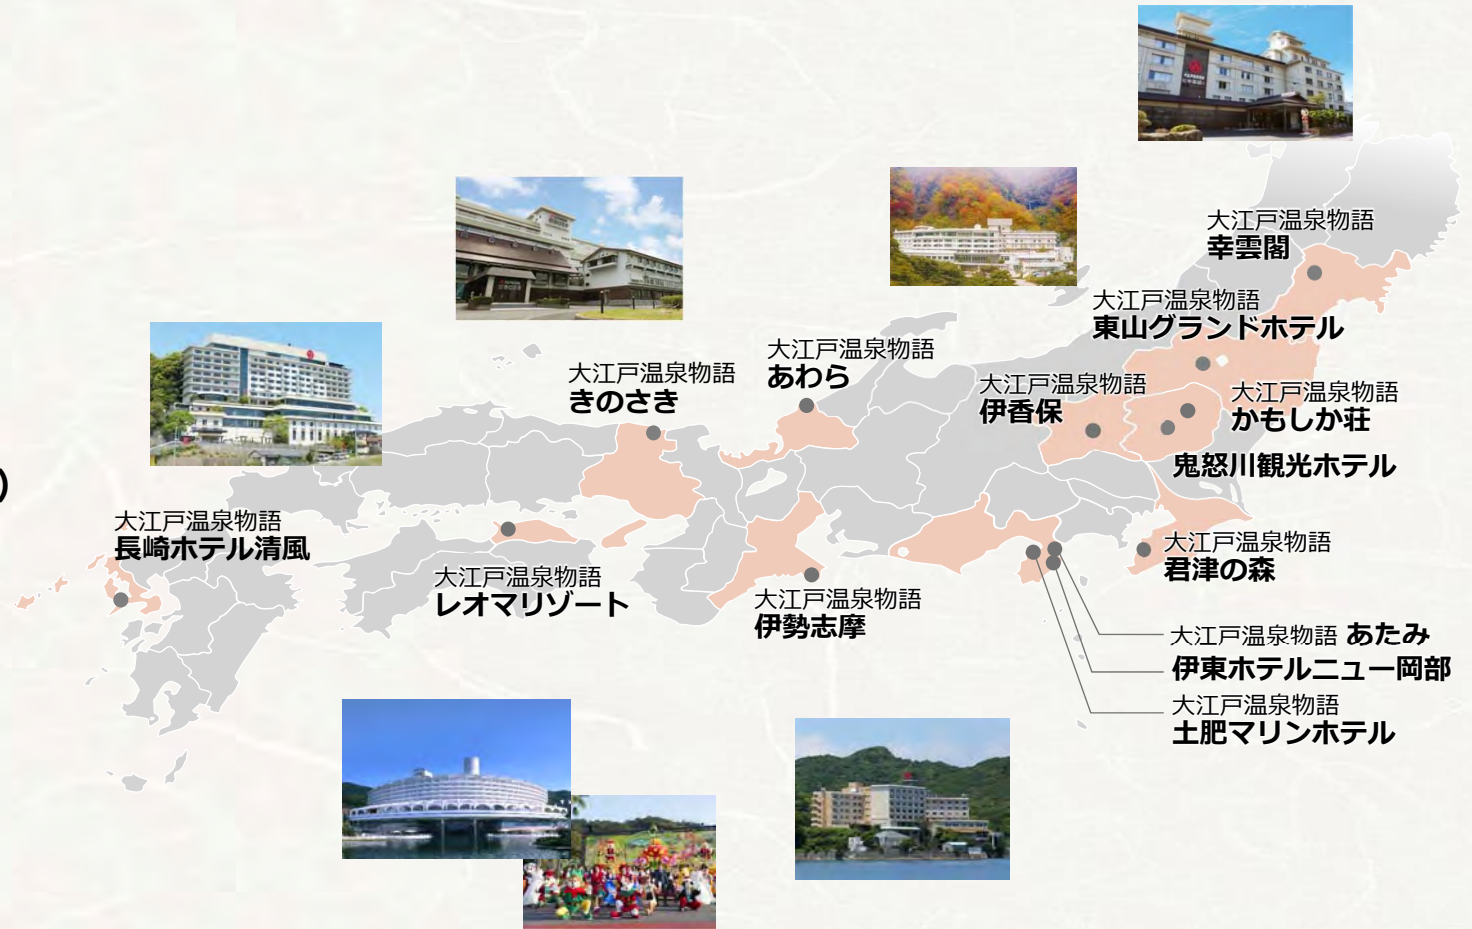 大江戸温泉物語
幸雲閣
大江戸温泉物語
東山グランドホテル
大江戸温泉物語
あわら
大江戸温泉物語
きのさき
大江戸温泉物語
伊香保
大江戸温泉物語
かもしか荘
鬼怒川観光ホテル
)
大江戸温泉物語
長崎ホテル清風
大江戸温泉物語
君津の森
大江戸温泉物語
レオマリゾート
大江戸温泉物語
伊勢志摩
大江戸温泉物語 あたみ
伊東ホテルニュー岡部
大江戸温泉物語
土肥マリンホテル